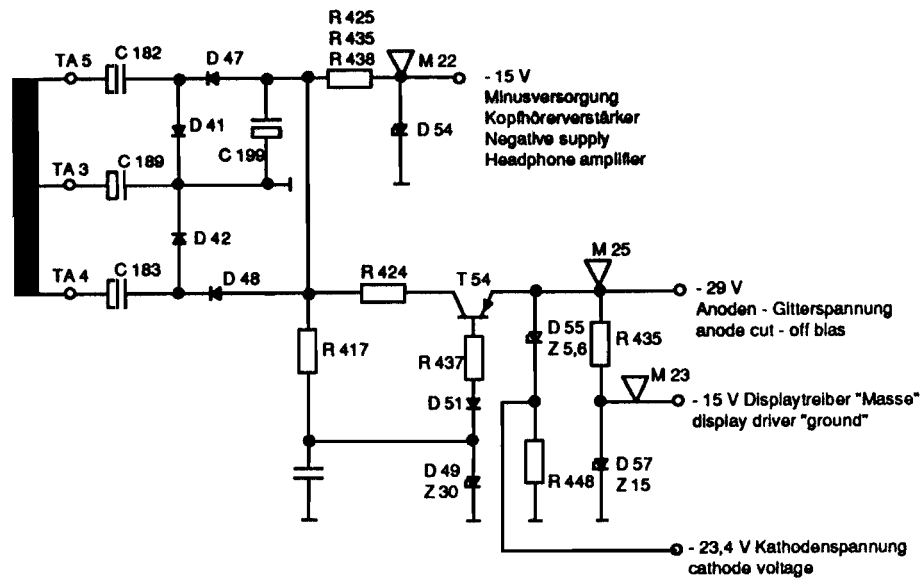 R 425
R 435
R 438
M 22
C 182
D 47
TA 5
- 15 V
Minusversorgung
Kopfhörerverstärker
Negative supply
Headphone amplifier
D 41
D 54
C 199
C 189
TA 3
D 42
M 25
C 183
D 48
R 424
T 54
TA 4
- 29 V
Anoden - Gitterspannung
anode cut - off bias
D 55
Z 5,6
R 435
R 417
R 437
M 23
D 51
- 15 V Displaytreiber "Masse"
display driver "ground"
D 49
Z 30
R 448
D 57
Z 15
- 23,4 V Kathodenspannung
cathode voltage